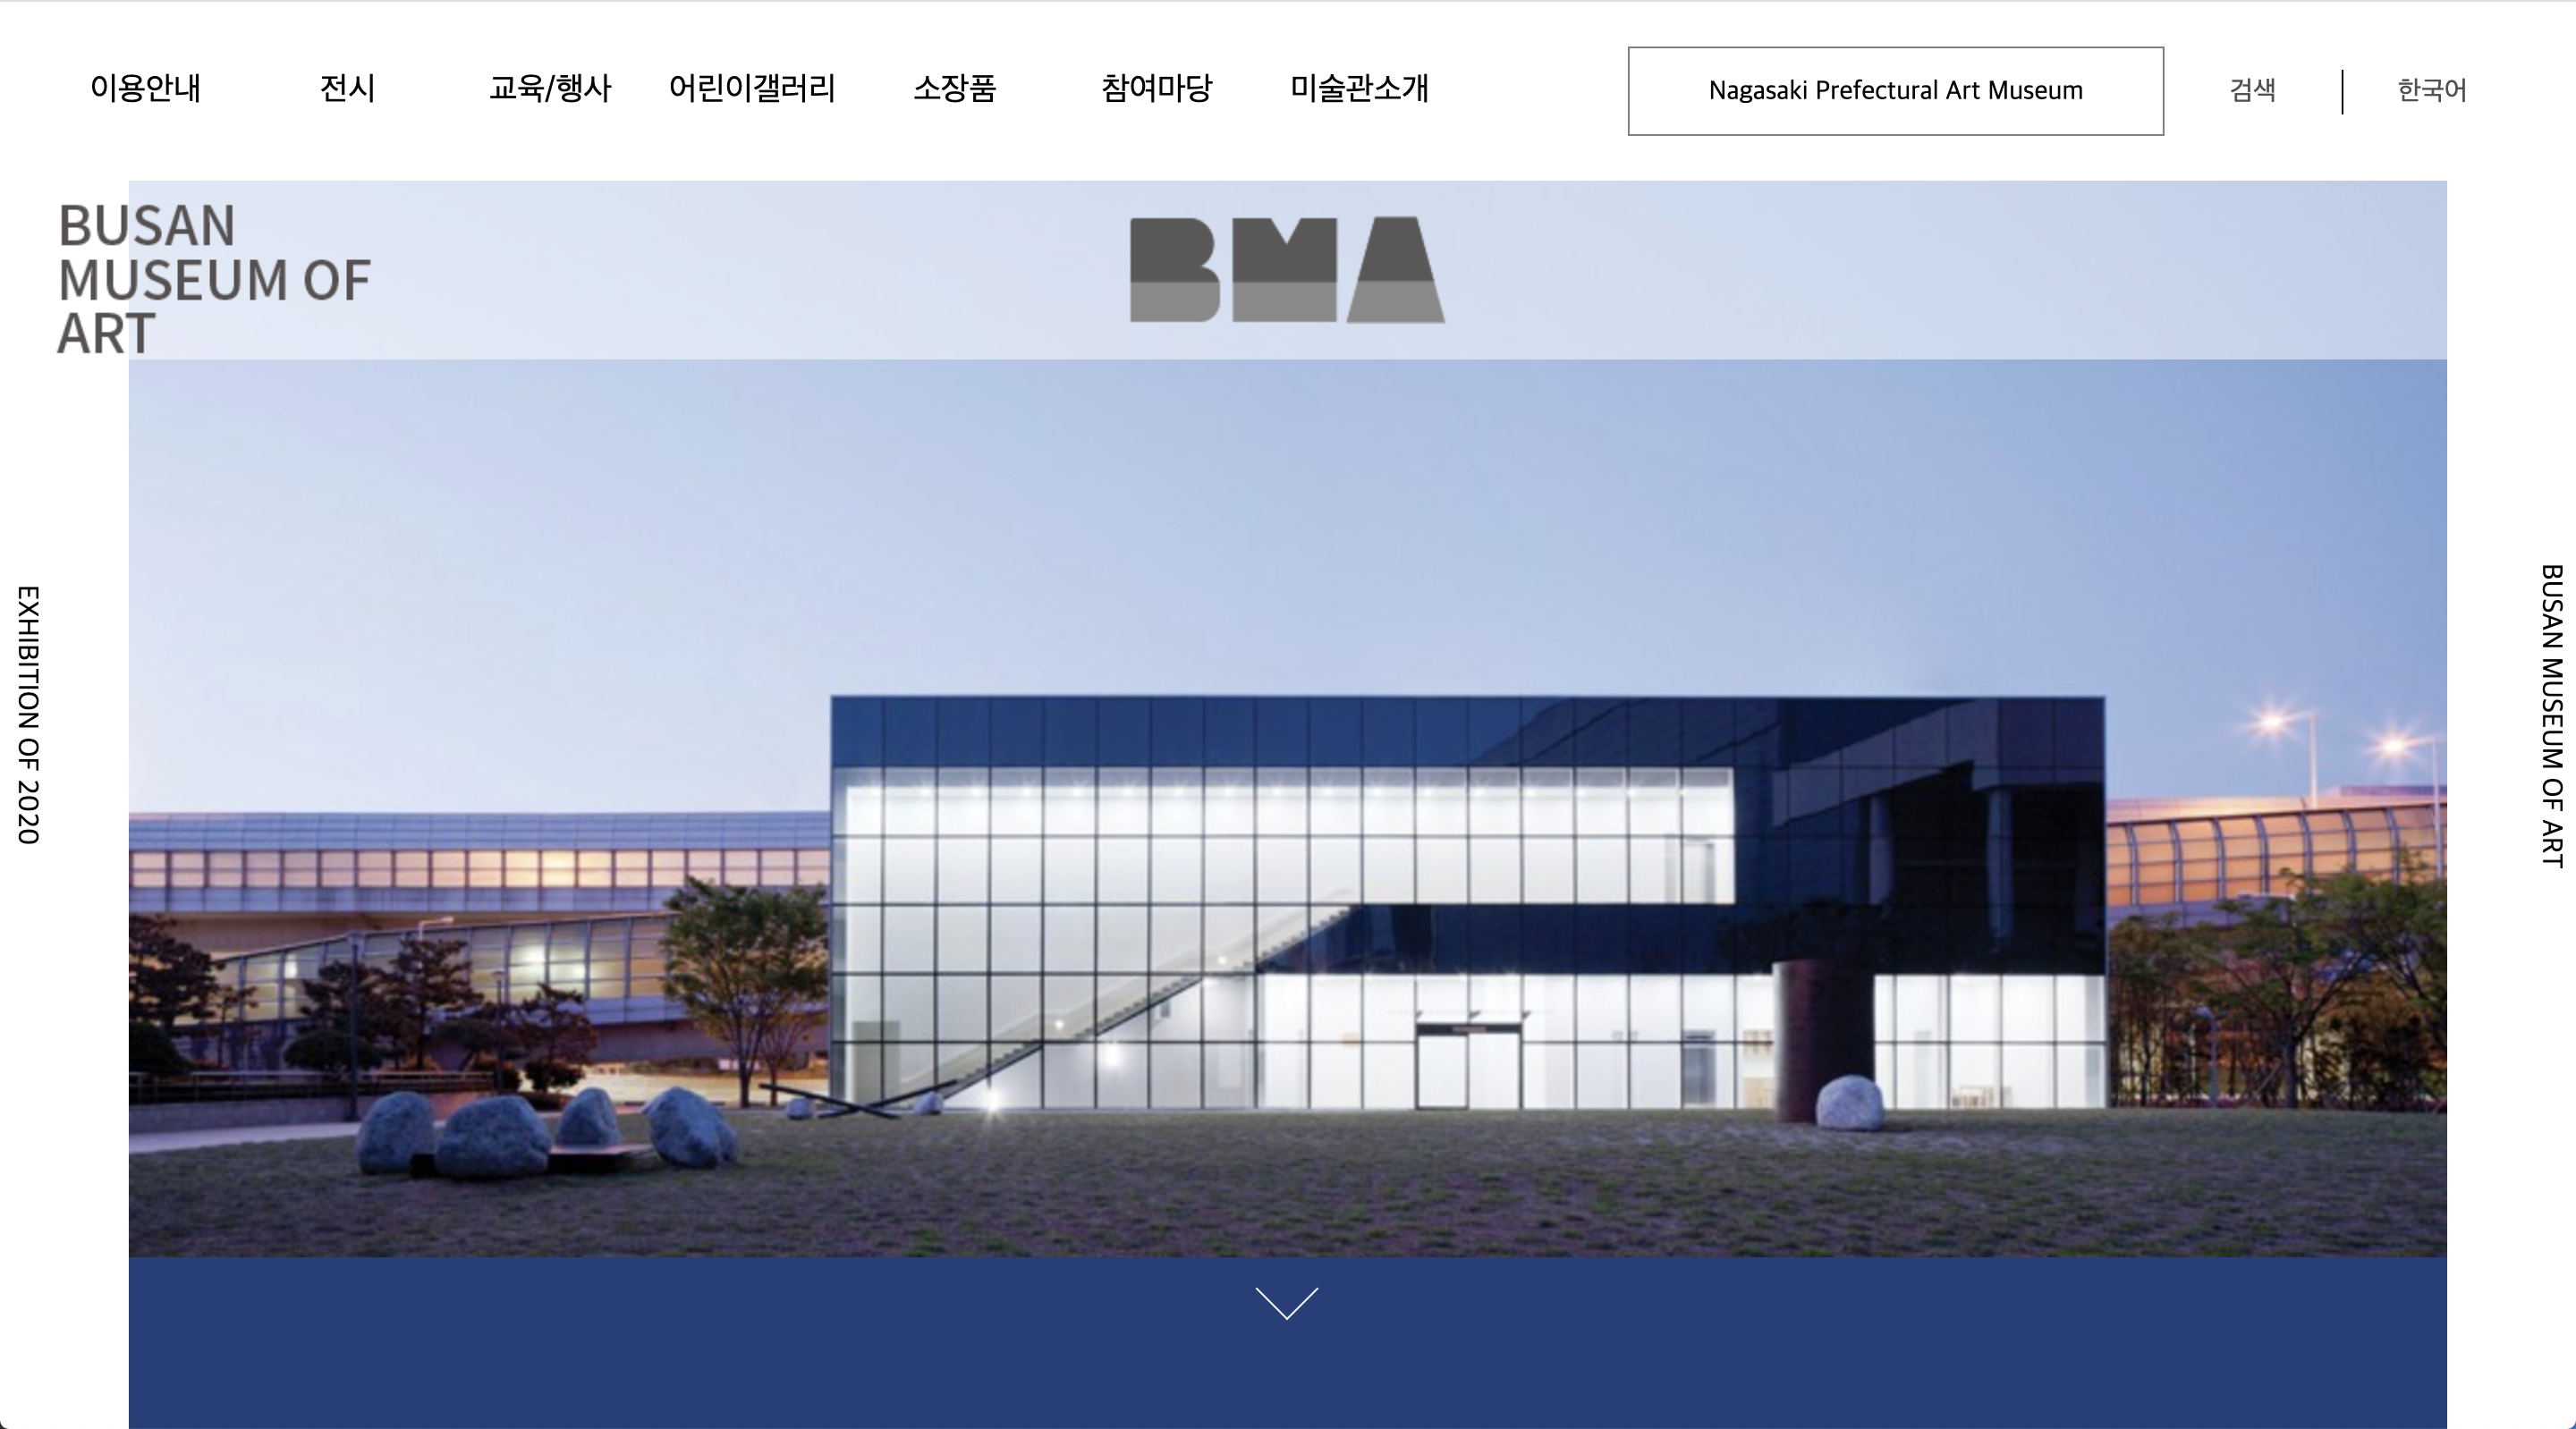 이용안내
전시
교육/행사
어린이갤러리
소장품
참여마당
미술관소개
Nagasaki Prefectural Art Museum
검색
한국어
BUSAN
MUSEUM OF
ART
BMA
EXHIBITION OF 2020
BUSAN MUSEUM OF ART